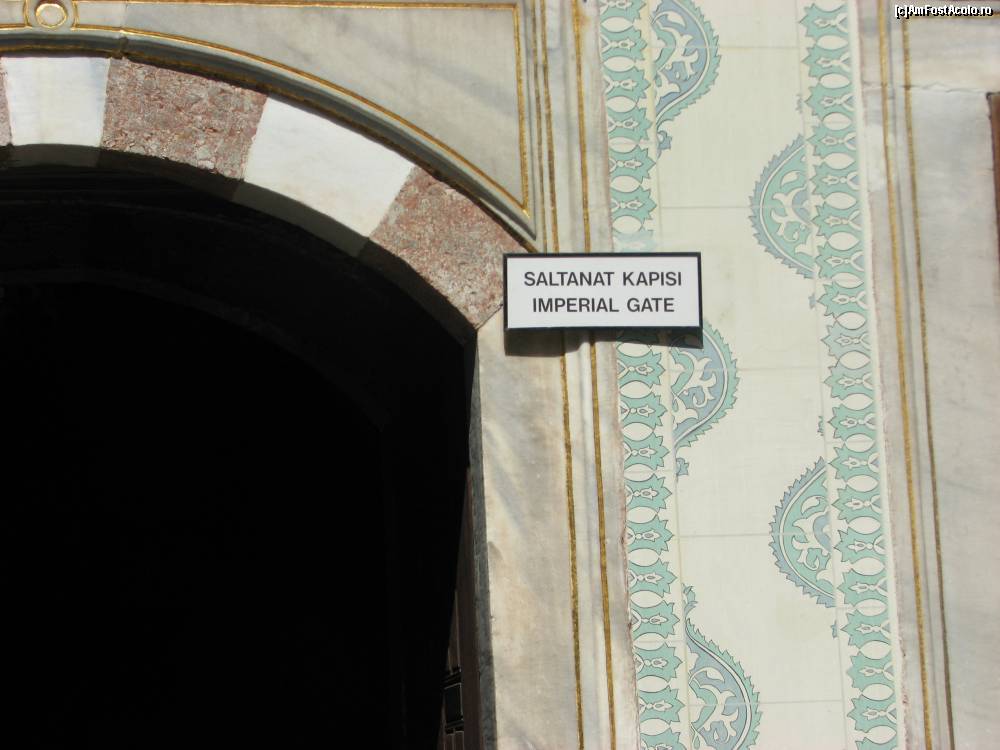 [c]AmFostAcolo.ro
SALTANAT KAPISI
IMPERIAL GATE